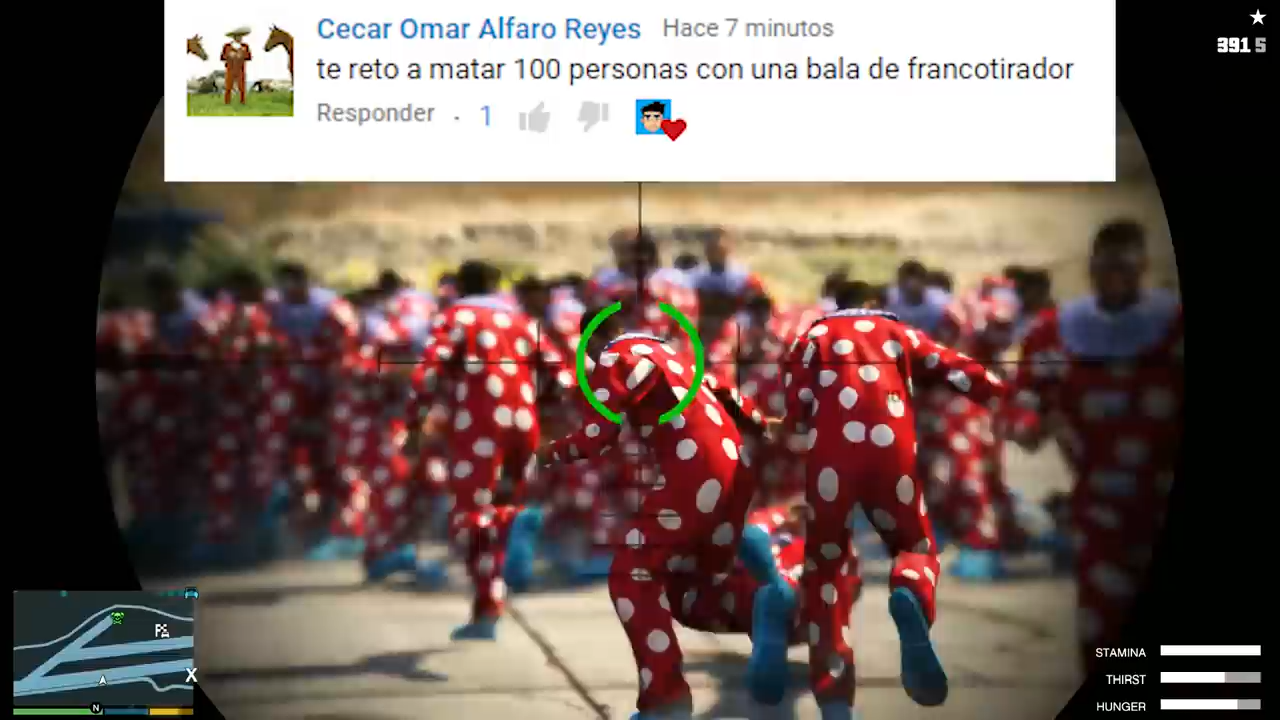 Cecar Omar Alfaro Reyes Hace 7 minutos
te reto a matar 100 personas con una bala de francotirador
Responder · 1
391 5
STAMINA
THIRST
HUNGER
N
X